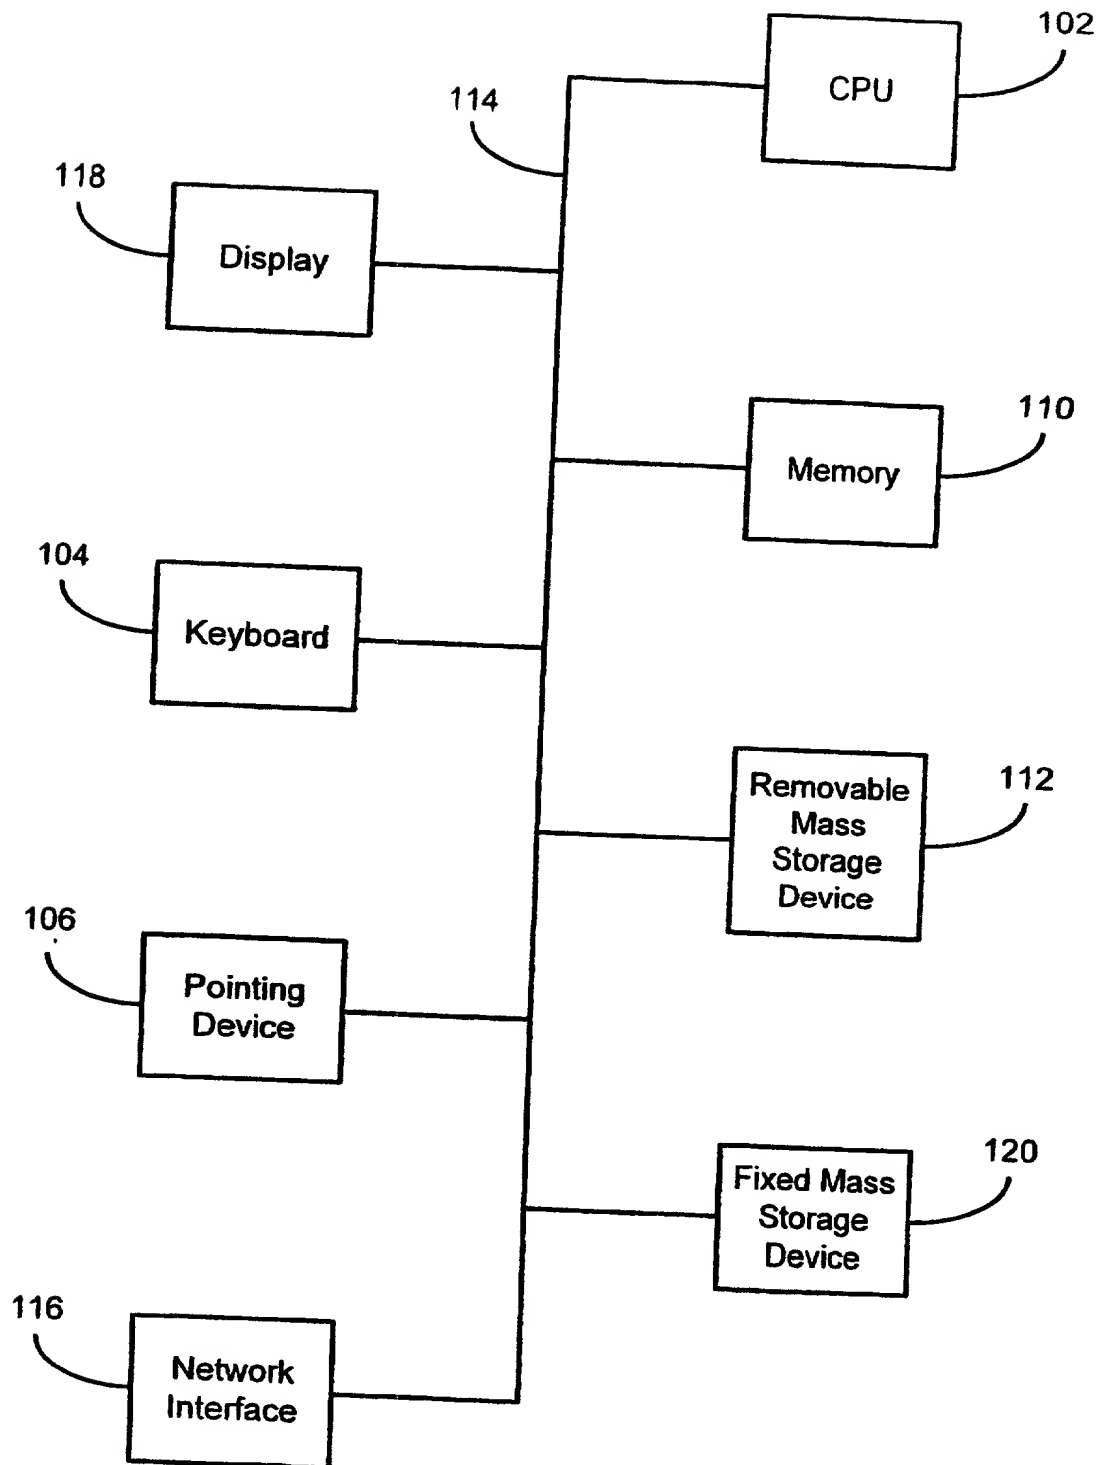 102
CPU
114
118
Display
110
Memory
104
Keyboard
112
Removable
Mass
Storage
Device
106
Pointing
Device
120
Fixed Mass
Storage
Device
116
Network
Interface